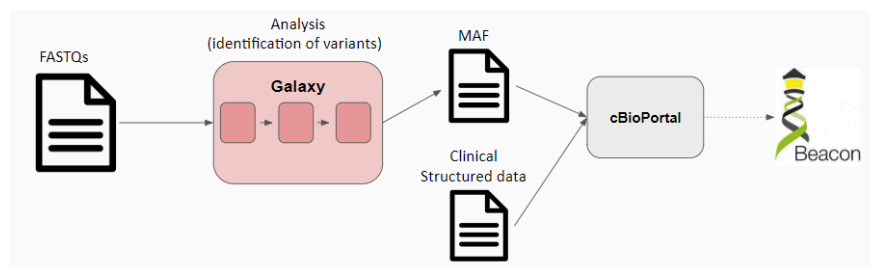 FASTQs
Analysis
(identification of variants)
Galaxy
MAF
Clinical
Structured data
cBioPortal
Beacon